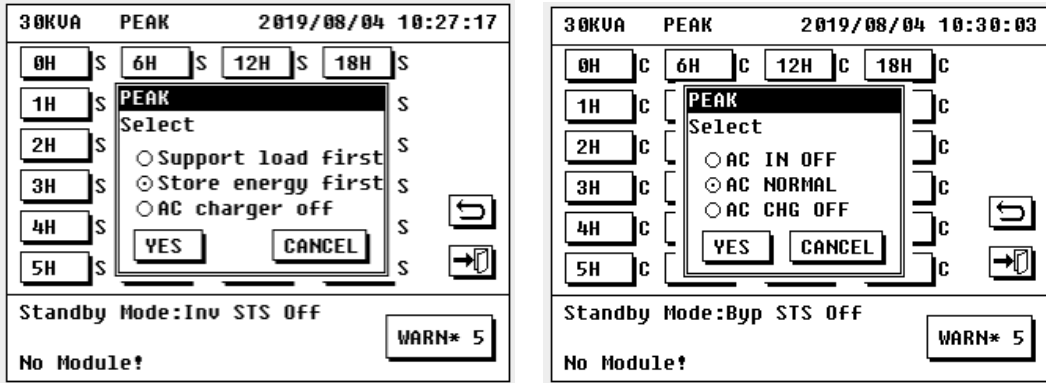 30KVA PEAK 2019/08/04 10:27:17
0H S 6H S 12H S 18H S
1H S S
2H S S
3H S S
4H S S
5H S S
PEAK
Select
Support load first
Store energy first
AC charger off
YES CANCEL
Standby Mode:Inv STS Off
WARN* 5
No Module!
30KVA PEAK 2019/08/04 10:30:03
0H C 6H C 12H C 18H C
1H C C
2H C C
3H C C
4H C C
5H C C
PEAK
Select
AC IN OFF
AC NORMAL
AC CHG OFF
YES CANCEL
Standby Mode:Byp STS Off
WARN* 5
No Module!